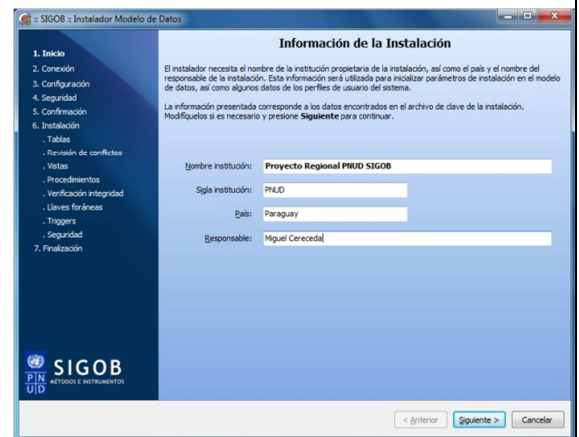 :: SIGOB :: Instalador Modelo de Datos
1. Inicio
2. Conexión
3. Configuración
4. Seguridad
5. Confirmación
6. Instalación
. Tablas
. Revisión de conflictos
. Vistas
. Procedimientos
. Verificación integridad
. Llaves foráneas
. Triggers
. Seguridad
7. Finalización
PNUD
SIGOB
MÉTODOS E INSTRUMENTOS
Información de la Instalación
El instalador necesita el nombre de la institución propietaria de la instalación, así como el país y el nombre del
responsable de la instalación. Esta información será utilizada para inicializar parámetros de instalación en el modelo
de datos, así como algunos datos de los perfiles de usuario del sistema.
La información presentada corresponde a los datos encontrados en el archivo de clave de la instalación.
Modifíquelos si es necesario y presione Siguiente para continuar.
Nombre institución: Proyecto Regional PNUD SIGOB
Sigla institución: PNUD
País: Paraguay
Responsable: Miguel Cereceda
< Anterior Siguiente > Cancelar